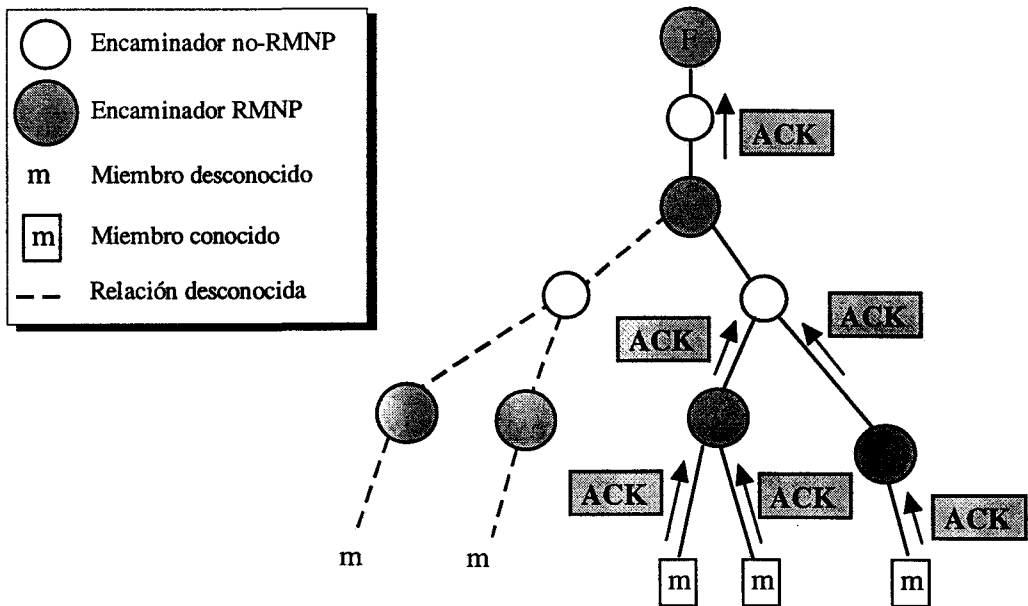 Encaminador no-RMNP
Encaminador RMNP
m Miembro desconocido
m Miembro conocido
Relación desconocida
F
ACK
ACK
ACK
ACK
ACK
ACK
m
m
m
m
m